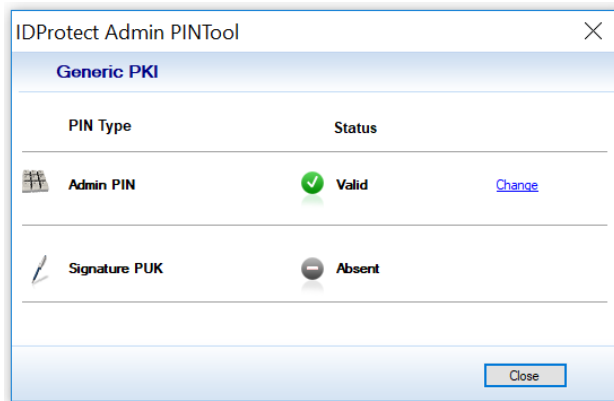 IDProtect Admin PINTool
Generic PKI
PIN Type Status
Admin PIN Valid Change
Signature PUK Absent
Close